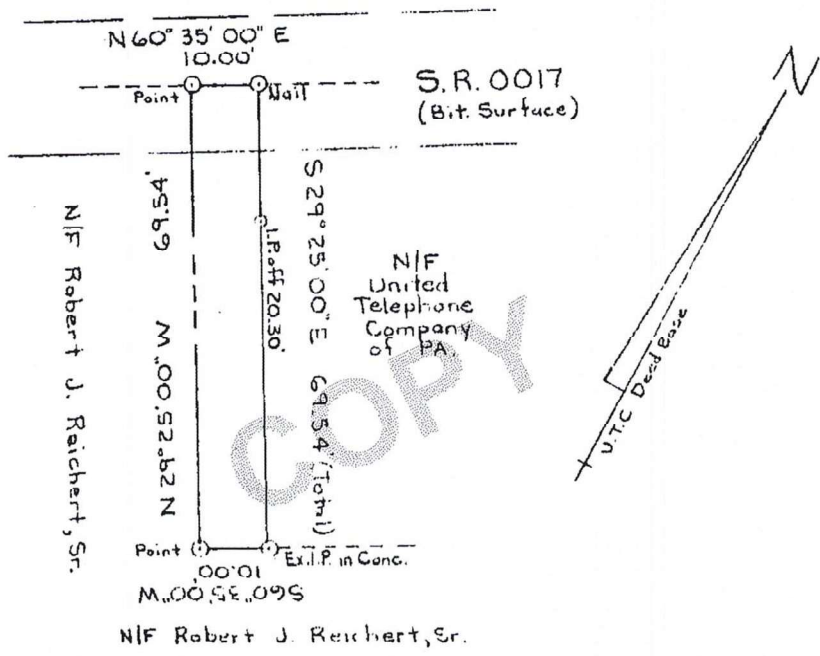 N 60° 35' 00" E
10.00'
Point
Nail
S.R. 0017
(Bit. Surface)
N
69.54'
N 29° 25' 00" W
N/F Robert J. Reichert, Sr.
I.P. off 20.30'
S 29° 25' 00" E 69.54' (Total)
N/F
United
Telephone
Company
of PA.
COPY
U.T.C Deed Base
Point
Ex. I.P. in Conc.
10.00'
S 60° 35' 00" W
N/F Robert J. Reichert, Sr.